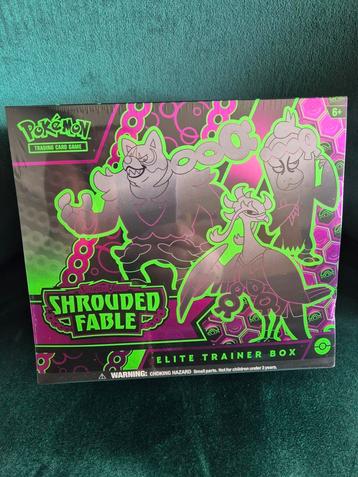 POKéMON
TRADING CARD GAME
6+
SHROUDED
FABLE
ELITE TRAINER BOX
WARNING: CHOKING HAZARD Small parts. Not for children under 3 years.